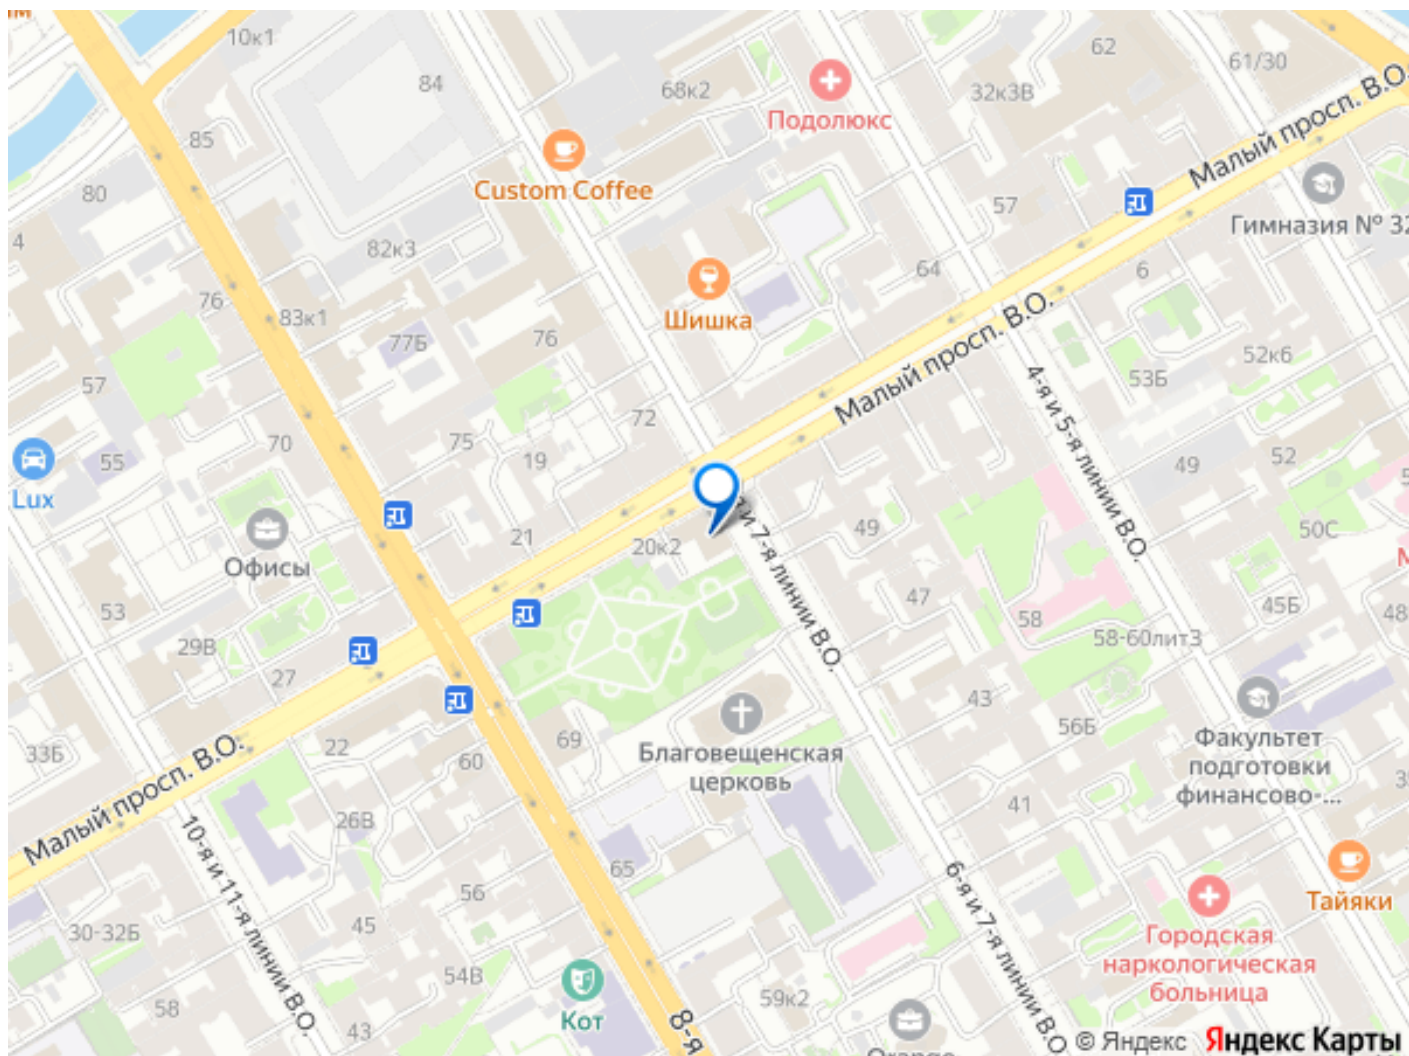 10к1
84
68к2
Подолюкс
62
32к3В
61/30
Малый просп. В.О.
85
Custom Coffee
80
4
82к3
57
Гимназия № 32
64
6
76
83к1
77Б
76
Шишка
Малый просп. В.О.
52к6
53Б
57
72
4-я и 5-я линии В.О.
70
75
19
55
49
52
Lux
21
20к2
и 7-я линии В.О.
49
50С
Офисы
53
47
58
45Б
48
58-60литЗ
29В
27
43
56Б
Благовещенская
церковь
69
22
60
33Б
Факультет
подготовки
финансово-...
Малый просп. В.О.
41
26В
10-я и 11-я линии В.О.
65
56
6-я и 7-я линии В.О.
Тайяки
45
30-32Б
Городская
наркологическая
больница
54В
59к2
58
43
Кот
8-я
© Яндекс Яндекс Карты